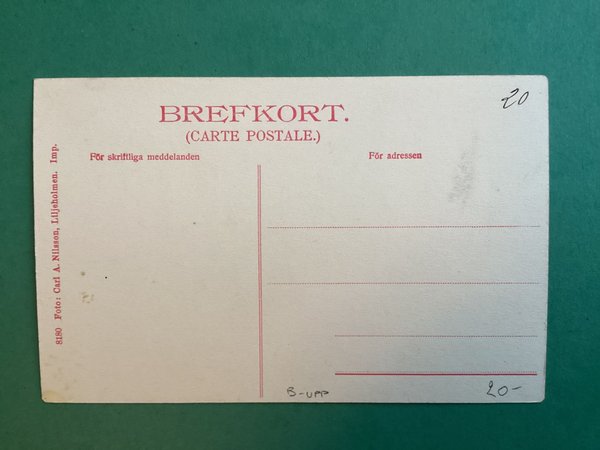 20
BREFKORT.
(CARTE POSTALE.)
För skriftliga meddelanden
För adressen
8180 Foto: Carl A. Nilsson, Liljeholmen. Imp.
B-UPP
20-